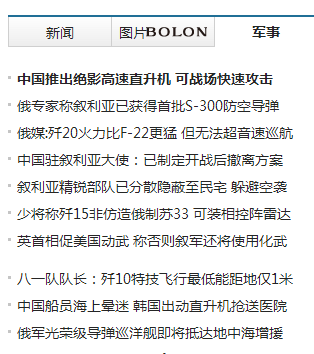 新闻 图片BOLON 军事
中国推出绝影高速直升机 可战场快速攻击
俄专家称叙利亚已获得首批S-300防空导弹
俄媒:歼20火力比F-22更猛 但无法超音速巡航
中国驻叙利亚大使：已制定开战后撤离方案
叙利亚精锐部队已分散隐蔽至民宅 躲避空袭
少将称歼15非仿造俄制苏33 可装相控阵雷达
英首相促美国动武 称否则叙军还将使用化武
八一队队长：歼10特技飞行最低能距地仅1米
中国船员海上晕迷 韩国出动直升机抢送医院
俄军光荣级导弹巡洋舰即将抵达地中海增援